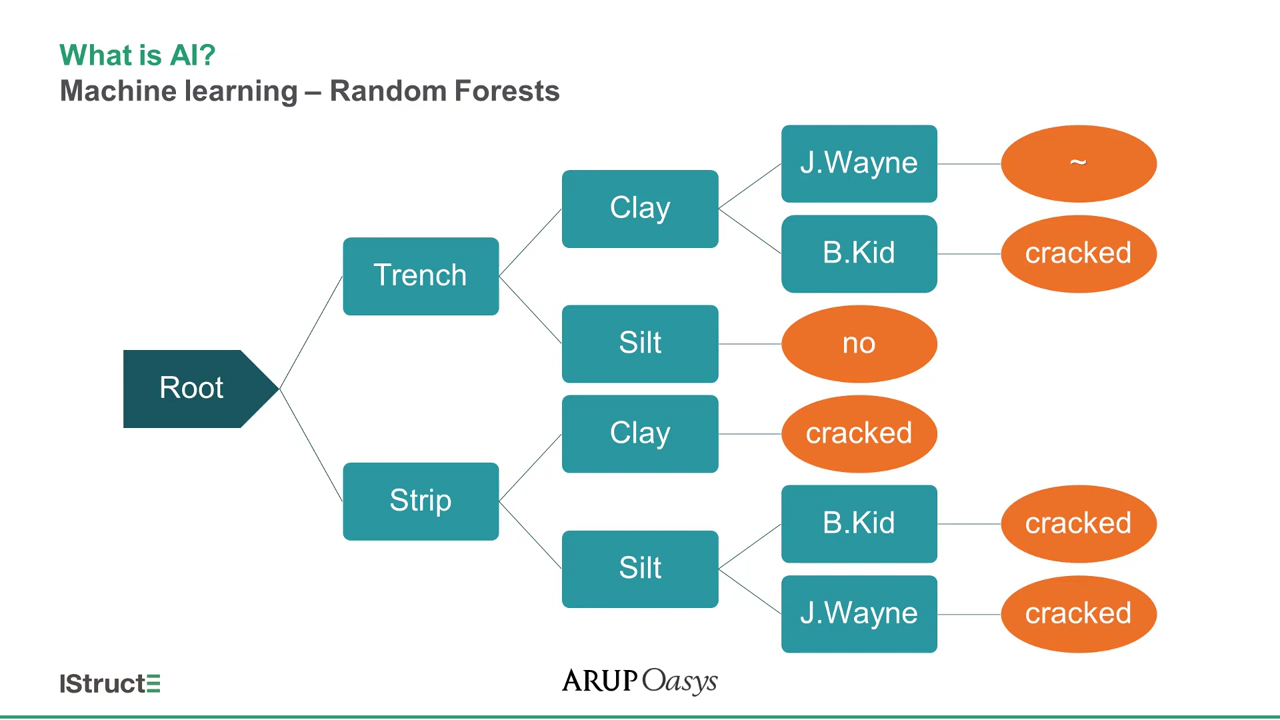 What is AI?
Machine learning – Random Forests
Root
Trench
Strip
Clay
Silt
Clay
Silt
J.Wayne
B.Kid
no
cracked
B.Kid
J.Wayne
~
cracked
cracked
cracked
IStructE
ARUP Oasys